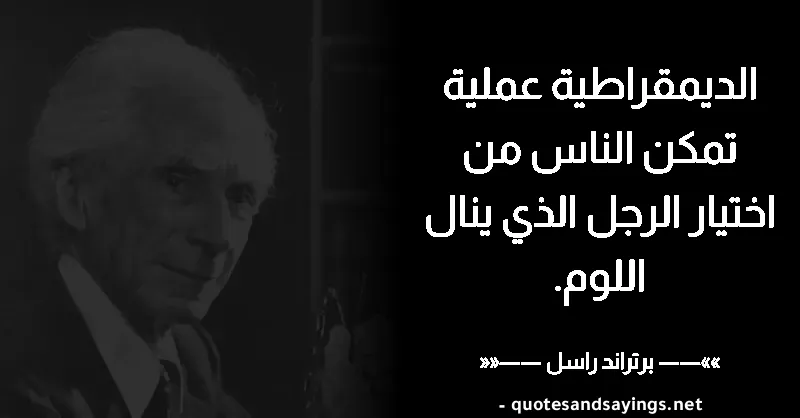 الديمقراطية عملية
تمكن الناس من
اختيار الرجل الذي ينال
اللوم.
»»—— برتراند راسل ——««
- quotesandsayings.net